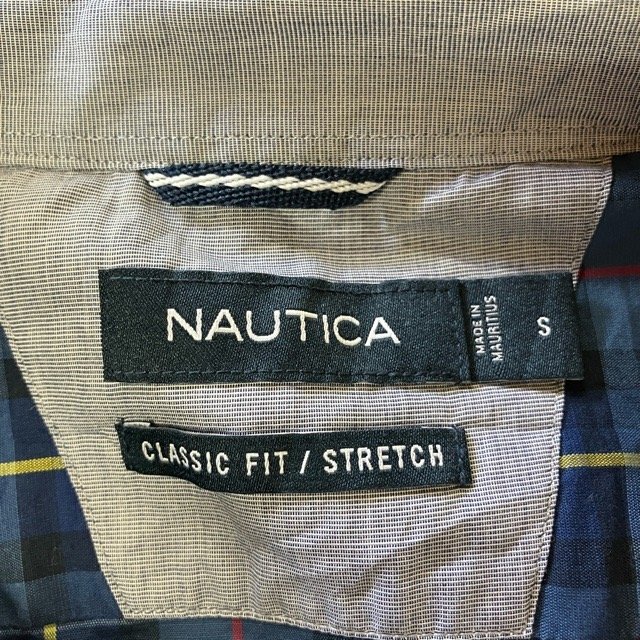 NAUTICA
MADE IN
MAURITIUS
S
CLASSIC FIT / STRETCH